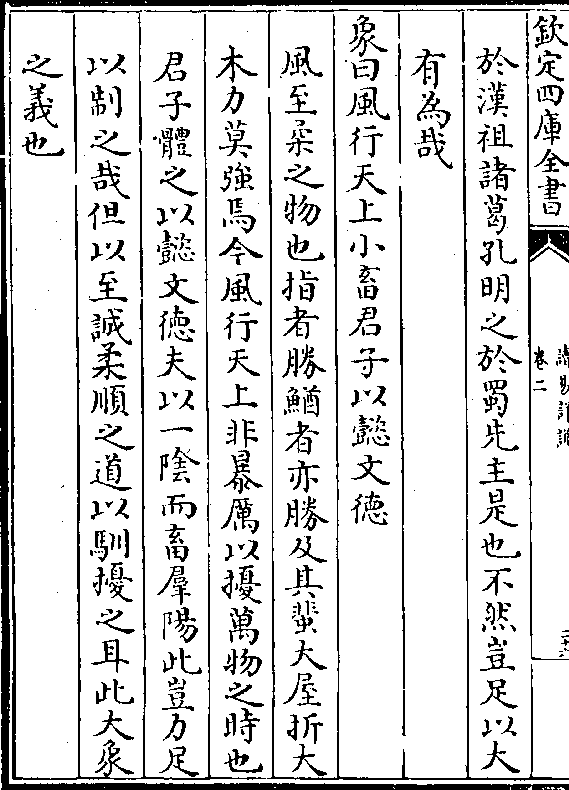 欽定四庫全書
卷二
於漢祖諸葛孔明之於蜀先主是也不然豈足以大
有為哉
象曰風行天上小畜君子以懿文德
風至柔之物也指者勝鰌者亦勝及其蜚大屋折大
木力莫強焉今風行天上非暴厲以擾萬物之時也
君子體之以懿文德夫以一陰而畜羣陽此豈力足
以制之哉但以至誠柔順之道以馴擾之耳此大象
之義也